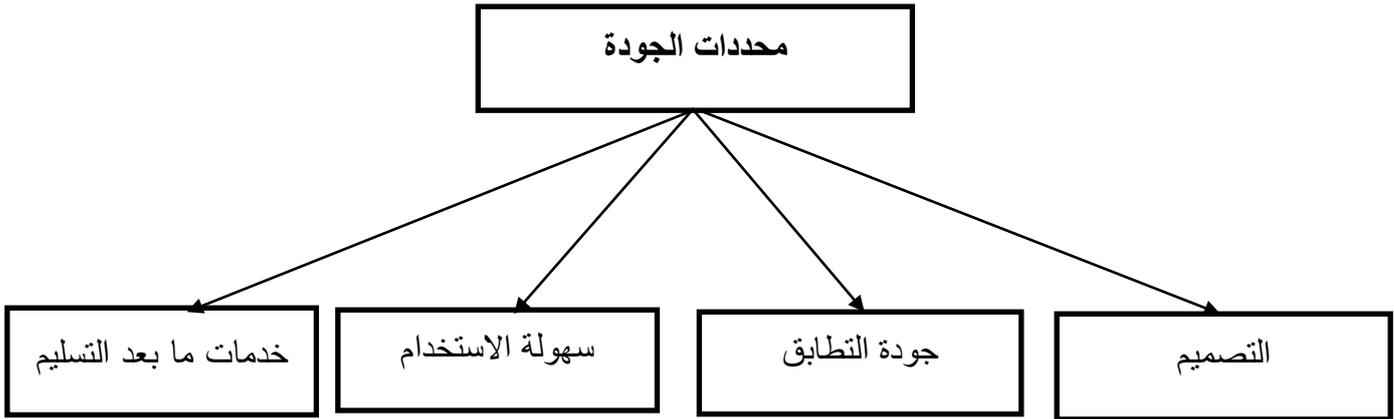 محددات الجودة
التصميم
جودة التطابق
سهولة الاستخدام
خدمات ما بعد التسليم